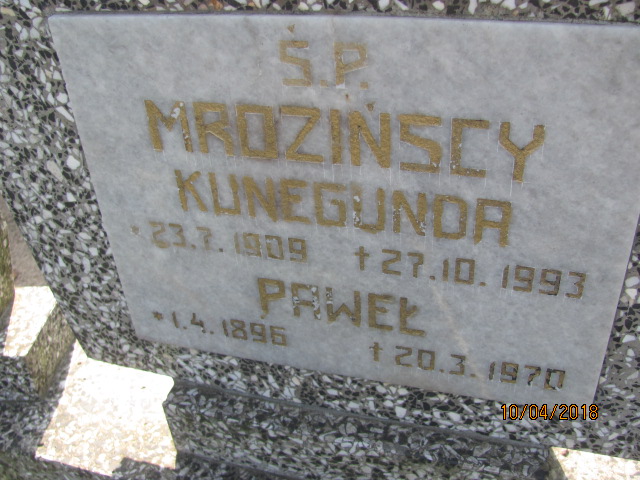 Ś.P.
MROZIŃSCY
KUNEGUNDA
*23.7.1909 †27.10.1993
PAWEŁ
*1.4.1896 †20.3.1970
10/04/2018